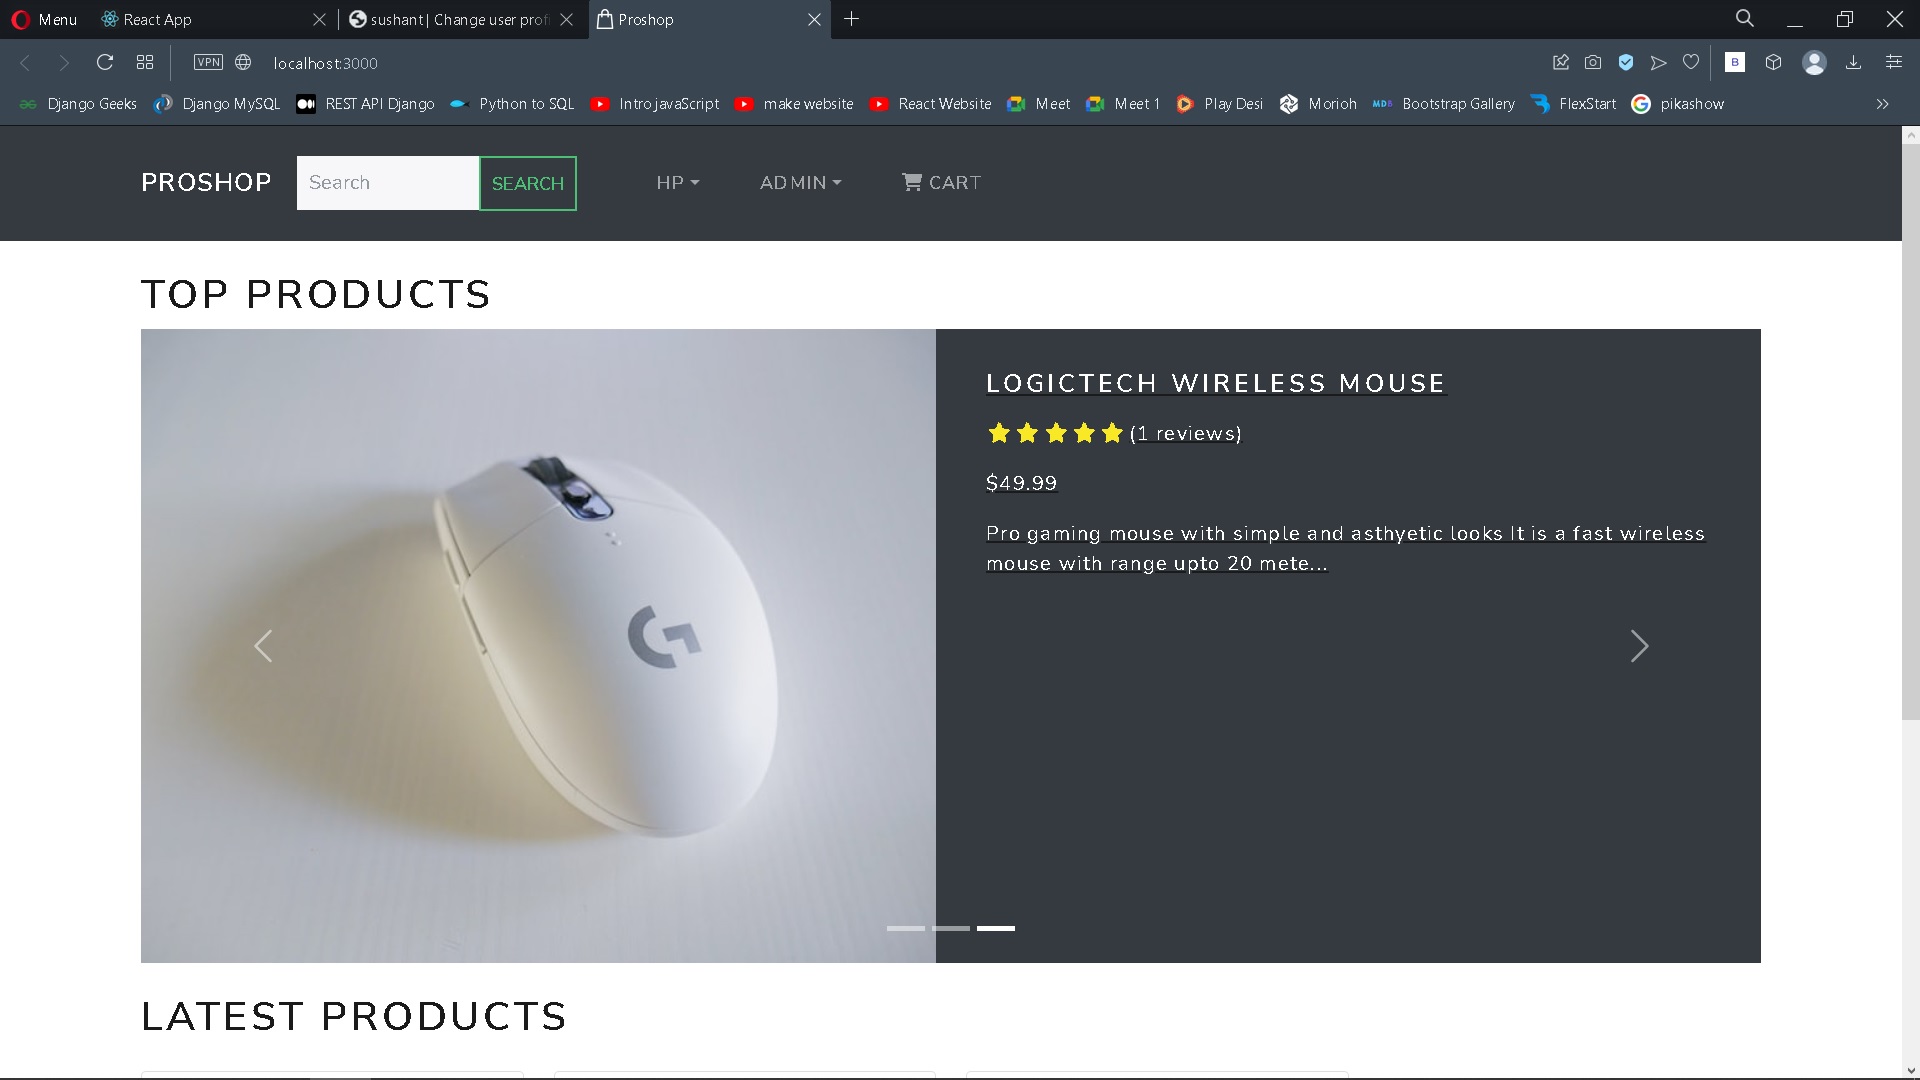 Menu
React App
sushant | Change user prof
Proshop
VPN
localhost:3000
Django Geeks
Django MySQL
REST API Django
Python to SQL
Intro javaScript
make website
React Website
Meet
Meet 1
Play Desi
Morioh
MDB
Bootstrap Gallery
FlexStart
pikashow
B
PROSHOP
Search
SEARCH
HP
ADMIN
CART
TOP PRODUCTS
LOGICTECH WIRELESS MOUSE
(1 reviews)
$49.99
Pro gaming mouse with simple and asthyetic looks It is a fast wireless
mouse with range upto 20 mete...
G
LATEST PRODUCTS